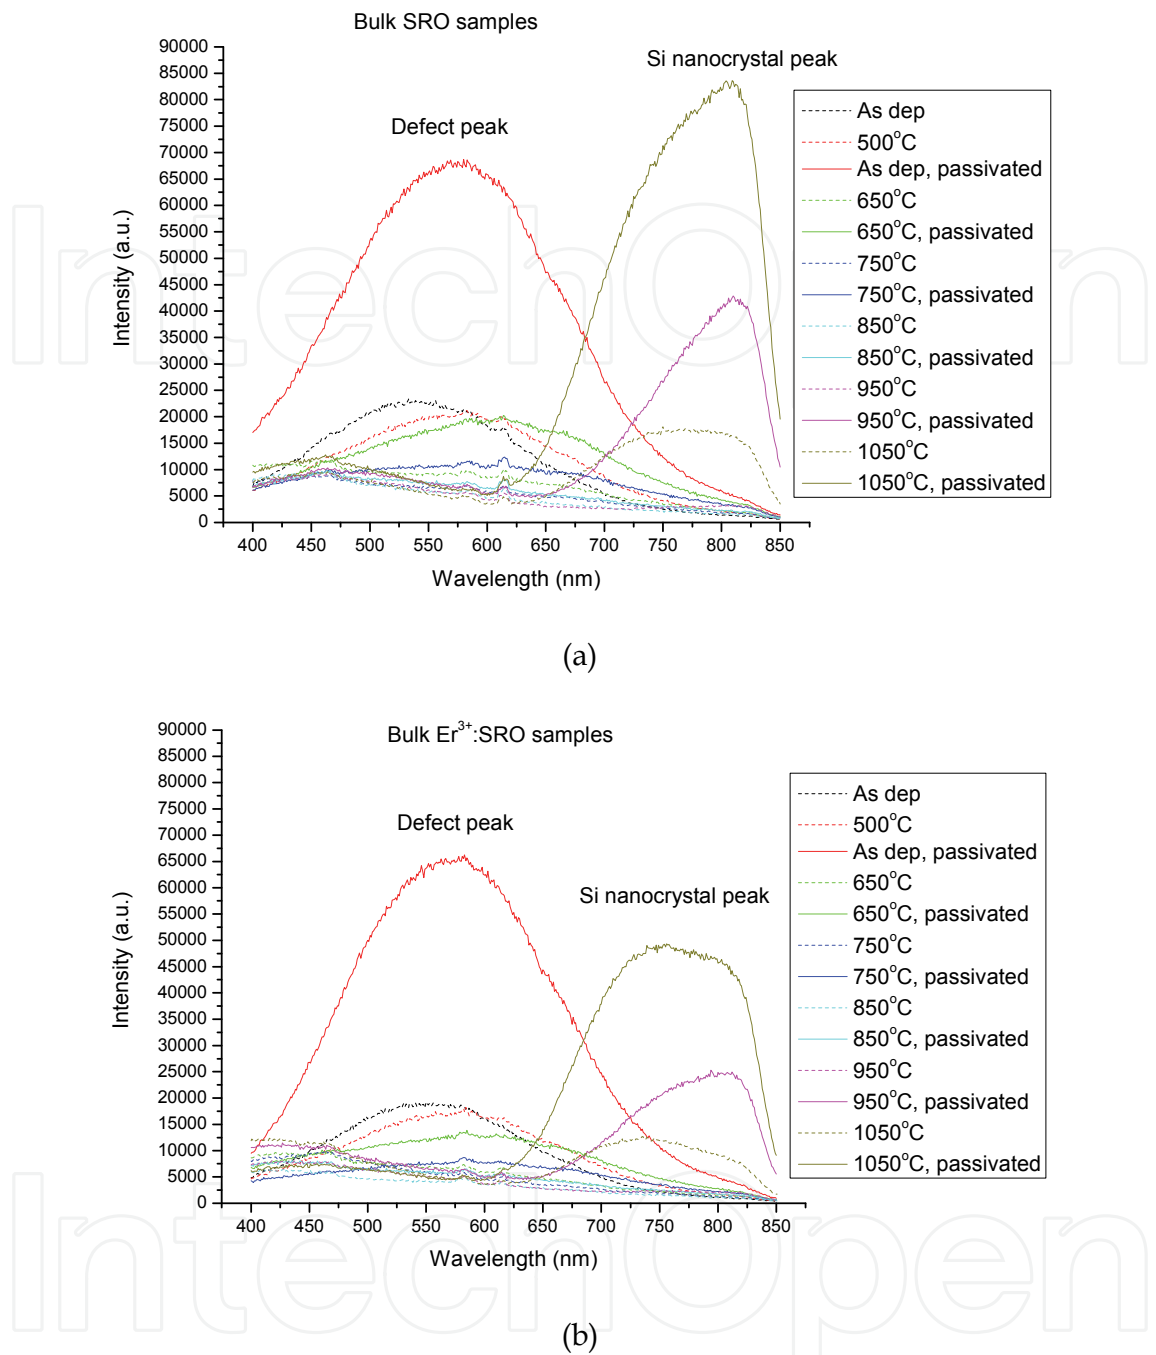 Bulk SRO samples
90000
85000
80000
75000
70000
65000
60000
55000
50000
45000
40000
35000
30000
25000
20000
15000
10000
5000
0
Intensity (a.u.)
Defect peak
Si nanocrystal peak
400 450 500 550 600 650 700 750 800 850
Wavelength (nm)
As dep
500°C
As dep, passivated
650°C
650°C, passivated
750°C
750°C, passivated
850°C
850°C, passivated
950°C
950°C, passivated
1050°C
1050°C, passivated
(a)
Bulk Er³⁺:SRO samples
90000
85000
80000
75000
70000
65000
60000
55000
50000
45000
40000
35000
30000
25000
20000
15000
10000
5000
0
Intensity (a.u.)
Defect peak
Si nanocrystal peak
400 450 500 550 600 650 700 750 800 850
Wavelength (nm)
As dep
500°C
As dep, passivated
650°C
650°C, passivated
750°C
750°C, passivated
850°C
850°C, passivated
950°C
950°C, passivated
1050°C
1050°C, passivated
(b)
IntechOpen
IntechOpen